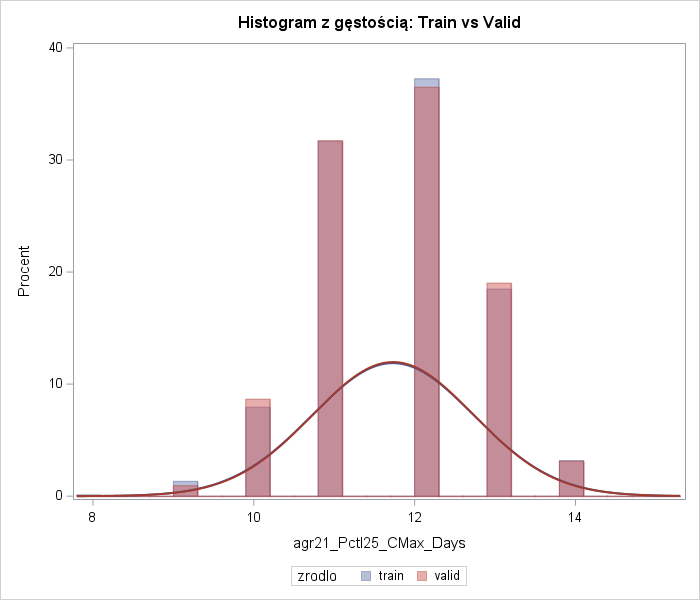 Histogram z gęstością: Train vs Valid
40
30
20
10
0
Procent
8 10 12 14
agr21_Pctl25_CMax_Days
zrodlo train valid